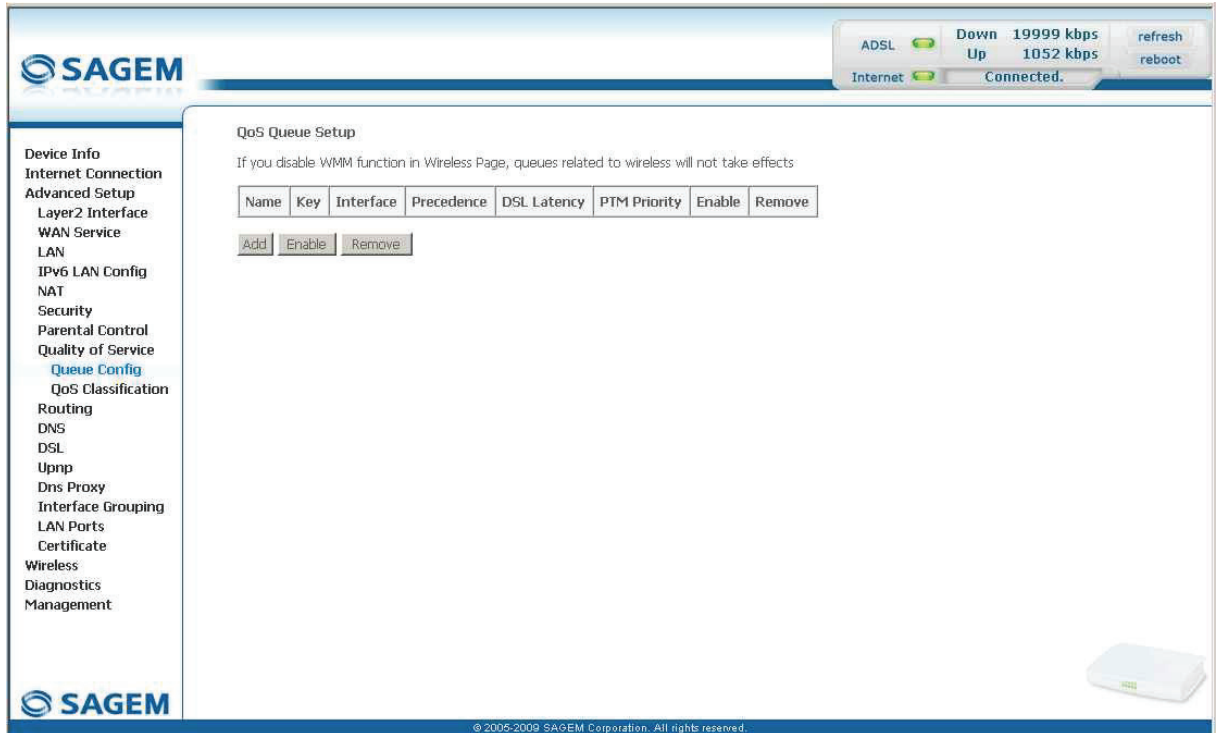 SAGEM
ADSL Down 19999 kbps
Up 1052 kbps
Internet Connected.
refresh
reboot
Device Info
Internet Connection
Advanced Setup
Layer2 Interface
WAN Service
LAN
IPv6 LAN Config
NAT
Security
Parental Control
Quality of Service
Queue Config
QoS Classification
Routing
DNS
DSL
Upnp
Dns Proxy
Interface Grouping
LAN Ports
Certificate
Wireless
Diagnostics
Management
SAGEM
QoS Queue Setup
If you disable WMM function in Wireless Page, queues related to wireless will not take effects
Name Key Interface Precedence DSL Latency PTM Priority Enable Remove
Add Enable Remove
© 2005-2009 SAGEM Corporation. All rights reserved.